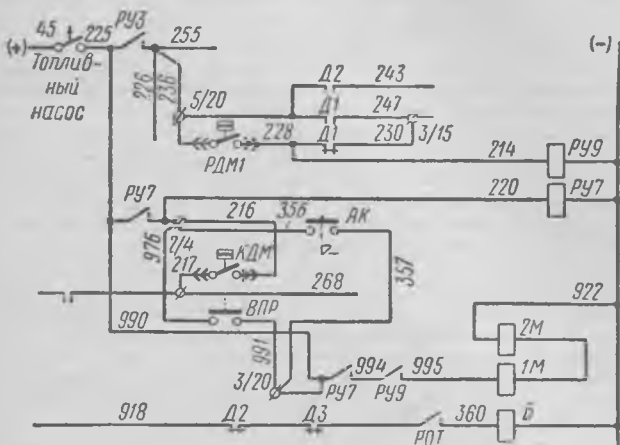 (+) 45 225 РУ3 255 (-)
Топлив-
ный
насос
226 236 5/20
Д2 243
Д1 247
РДМ1 228 Д1 230 3/15
214 РУ9
220 РУ7
РУ7 216 356 АК
976 2/4
217 КДМ 357
268
922
990 ВПР 2М
991
3/20 РУ7 994 РУ9 995 1М
918 Д2 Д3 РОТ 360 Б